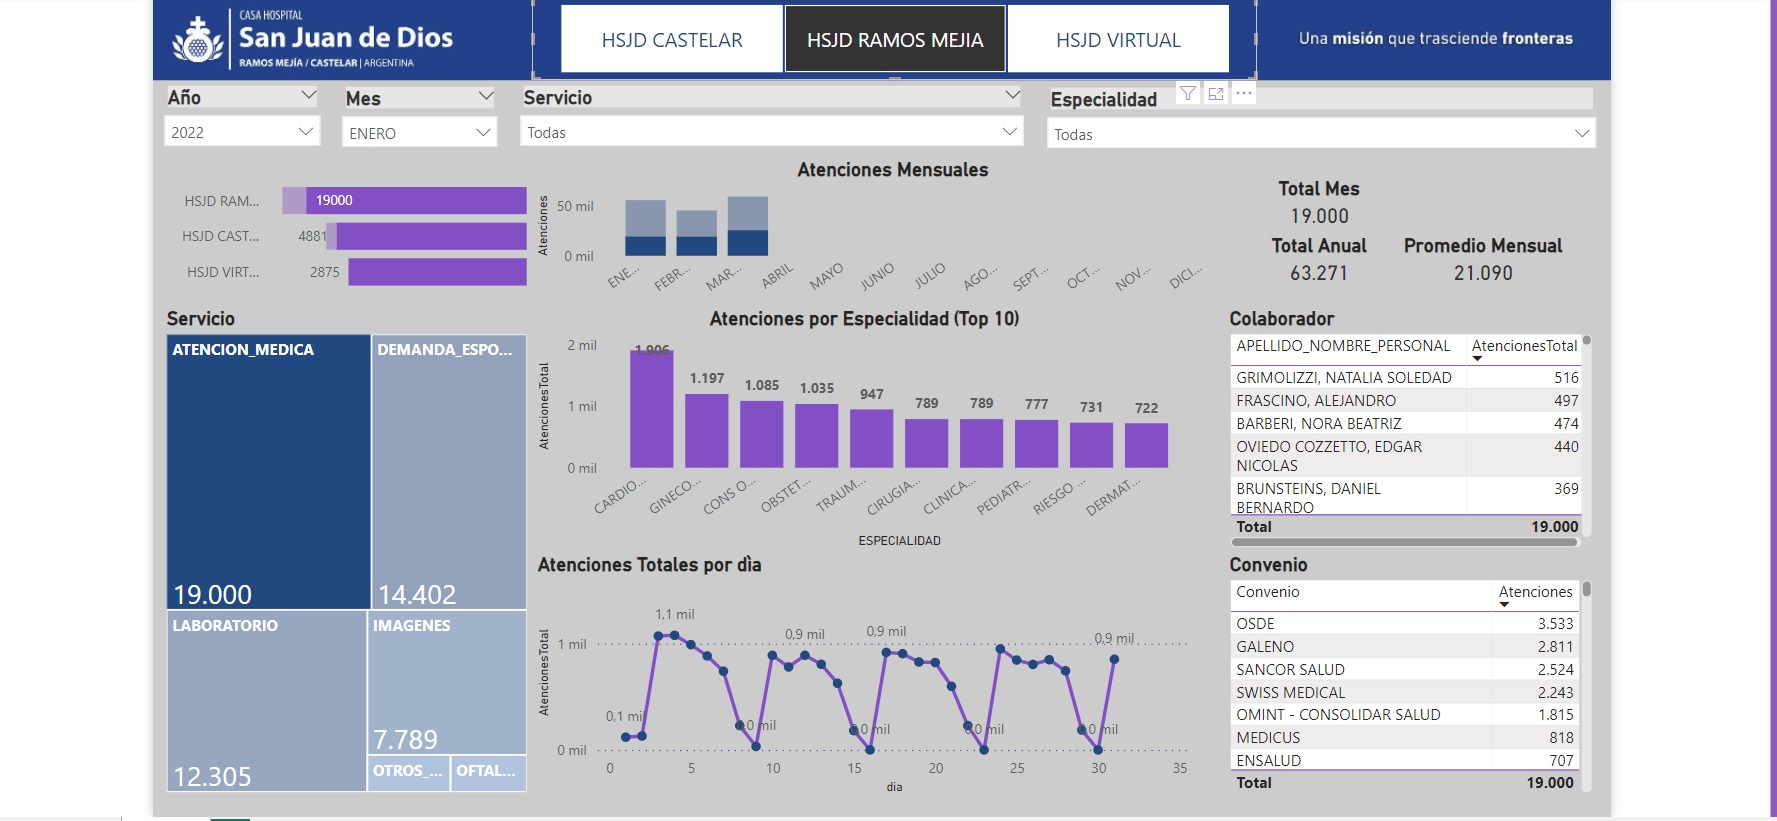 CASA HOSPITAL
San Juan de Dios
RAMOS MEJÍA / CASTELAR | ARGENTINA
HSJD CASTELAR
HSJD RAMOS MEJIA
HSJD VIRTUAL
Una misión que trasciende fronteras
Año
2022
Mes
ENERO
Servicio
Todas
Especialidad
Todas
HSJD RAM...
19000
HSJD CAST...
4881
HSJD VIRT...
2875
Atenciones Mensuales
Atenciones
50 mil
0 mil
ENE...
FEBR...
MAR...
ABRIL
MAYO
JUNIO
JULIO
AGO...
SEPT...
OCT...
NOV...
DICI...
Total Mes
19.000
Total Anual
63.271
Promedio Mensual
21.090
Servicio
ATENCION_MEDICA
19.000
DEMANDA_ESPO...
14.402
LABORATORIO
12.305
IMAGENES
7.789
OTROS_...
OFTAL...
Atenciones por Especialidad (Top 10)
AtencionesTotal
2 mil
1 mil
0 mil
1.906
1.197
1.085
1.035
947
789
789
777
731
722
CARDIO...
GINECO...
CONS O...
OBSTET...
TRAUM...
CIRUGIA...
CLINICA...
PEDIATR...
RIESGO ...
DERMAT...
ESPECIALIDAD
Atenciones Totales por dìa
AtencionesTotal
1 mil
0 mil
0,1 mil
1,1 mil
0,0 mil
0,9 mil
0,0 mil
0,9 mil
0,0 mil
0,0 mil
0,9 mil
0
5
10
15
20
25
30
35
dia
Colaborador
APELLIDO_NOMBRE_PERSONAL AtencionesTotal
GRIMOLIZZI, NATALIA SOLEDAD 516
FRASCINO, ALEJANDRO 497
BARBERI, NORA BEATRIZ 474
OVIEDO COZZETTO, EDGAR 440
NICOLAS
BRUNSTEINS, DANIEL 369
BERNARDO
Total 19.000
Convenio
Convenio Atenciones
OSDE 3.533
GALENO 2.811
SANCOR SALUD 2.524
SWISS MEDICAL 2.243
OMINT - CONSOLIDAR SALUD 1.815
MEDICUS 818
ENSALUD 707
Total 19.000